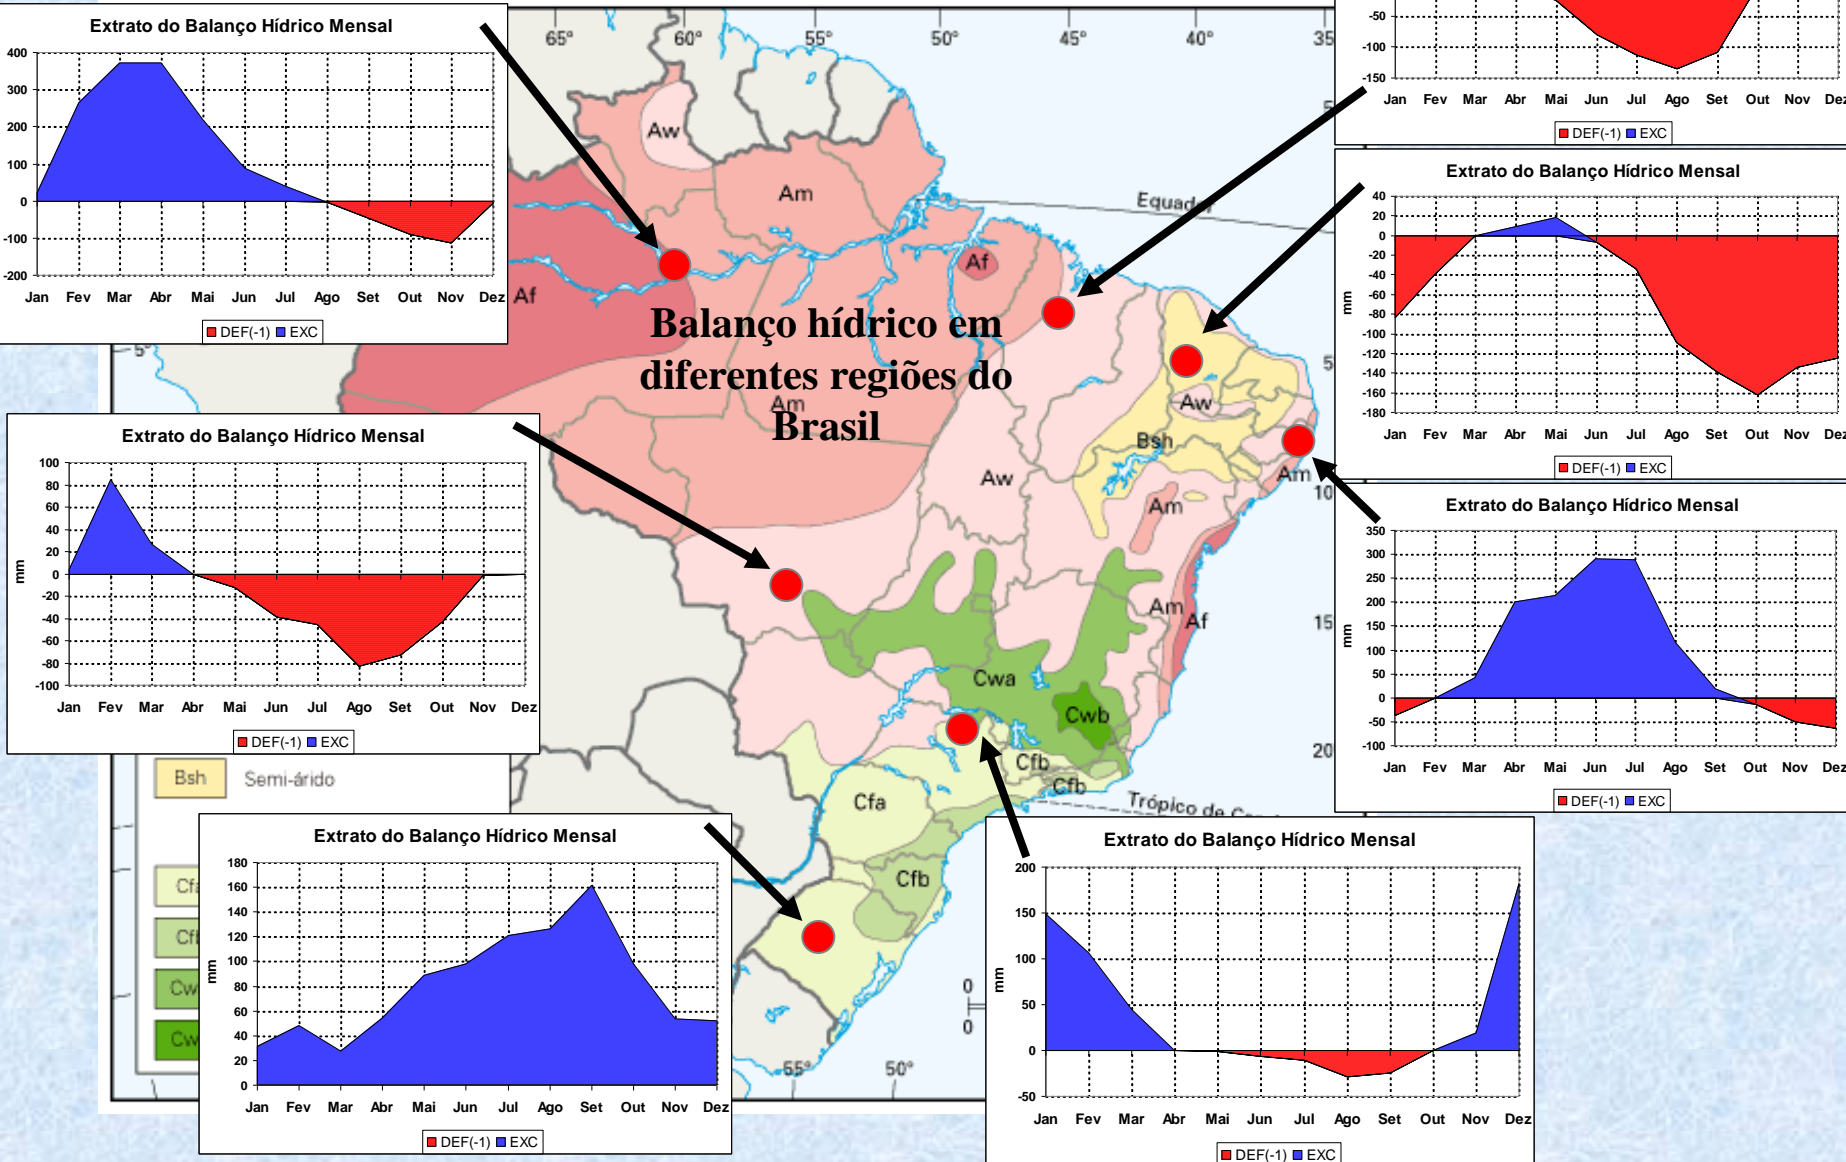 Extrato do Balanço Hídrico Mensal
400
300
200
100
0
-100
-200
Jan Fev Mar Abr Mai Jun Jul Ago Set Out Nov Dez
DEF(-1) EXC
-50
-100
-150
Jan Fev Mar Abr Mai Jun Jul Ago Set Out Nov Dez
DEF(-1) EXC
65° 60° 50° 45° 40° 35
Aw
Am
Equador
Af
Af
Balanço hídrico em
diferentes regiões do
Brasil
Am
5°
5
Aw
Bsh
Aw
Am
10
Am
Am
Af
15
Cwa
Cwb
20
Cfb
Cfb
Trópico de
Cfa
Cfb
0
0
55° 50°
Extrato do Balanço Hídrico Mensal
40
20
0
-20
-40
-60
-80
-100
-120
-140
-160
-180
mm
Jan Fev Mar Abr Mai Jun Jul Ago Set Out Nov Dez
DEF(-1) EXC
Extrato do Balanço Hídrico Mensal
100
80
60
40
20
0
-20
-40
-60
-80
-100
mm
Jan Fev Mar Abr Mai Jun Jul Ago Set Out Nov Dez
DEF(-1) EXC
Extrato do Balanço Hídrico Mensal
350
300
250
200
150
100
50
0
-50
-100
mm
Jan Fev Mar Abr Mai Jun Jul Ago Set Out Nov Dez
DEF(-1) EXC
Bsh Semi-árido
Cfa
Cfb
Cw
Cw
Extrato do Balanço Hídrico Mensal
180
160
140
120
100
80
60
40
20
0
mm
Jan Fev Mar Abr Mai Jun Jul Ago Set Out Nov Dez
DEF(-1) EXC
Extrato do Balanço Hídrico Mensal
200
150
100
50
0
-50
mm
Jan Fev Mar Abr Mai Jun Jul Ago Set Out Nov Dez
DEF(-1) EXC